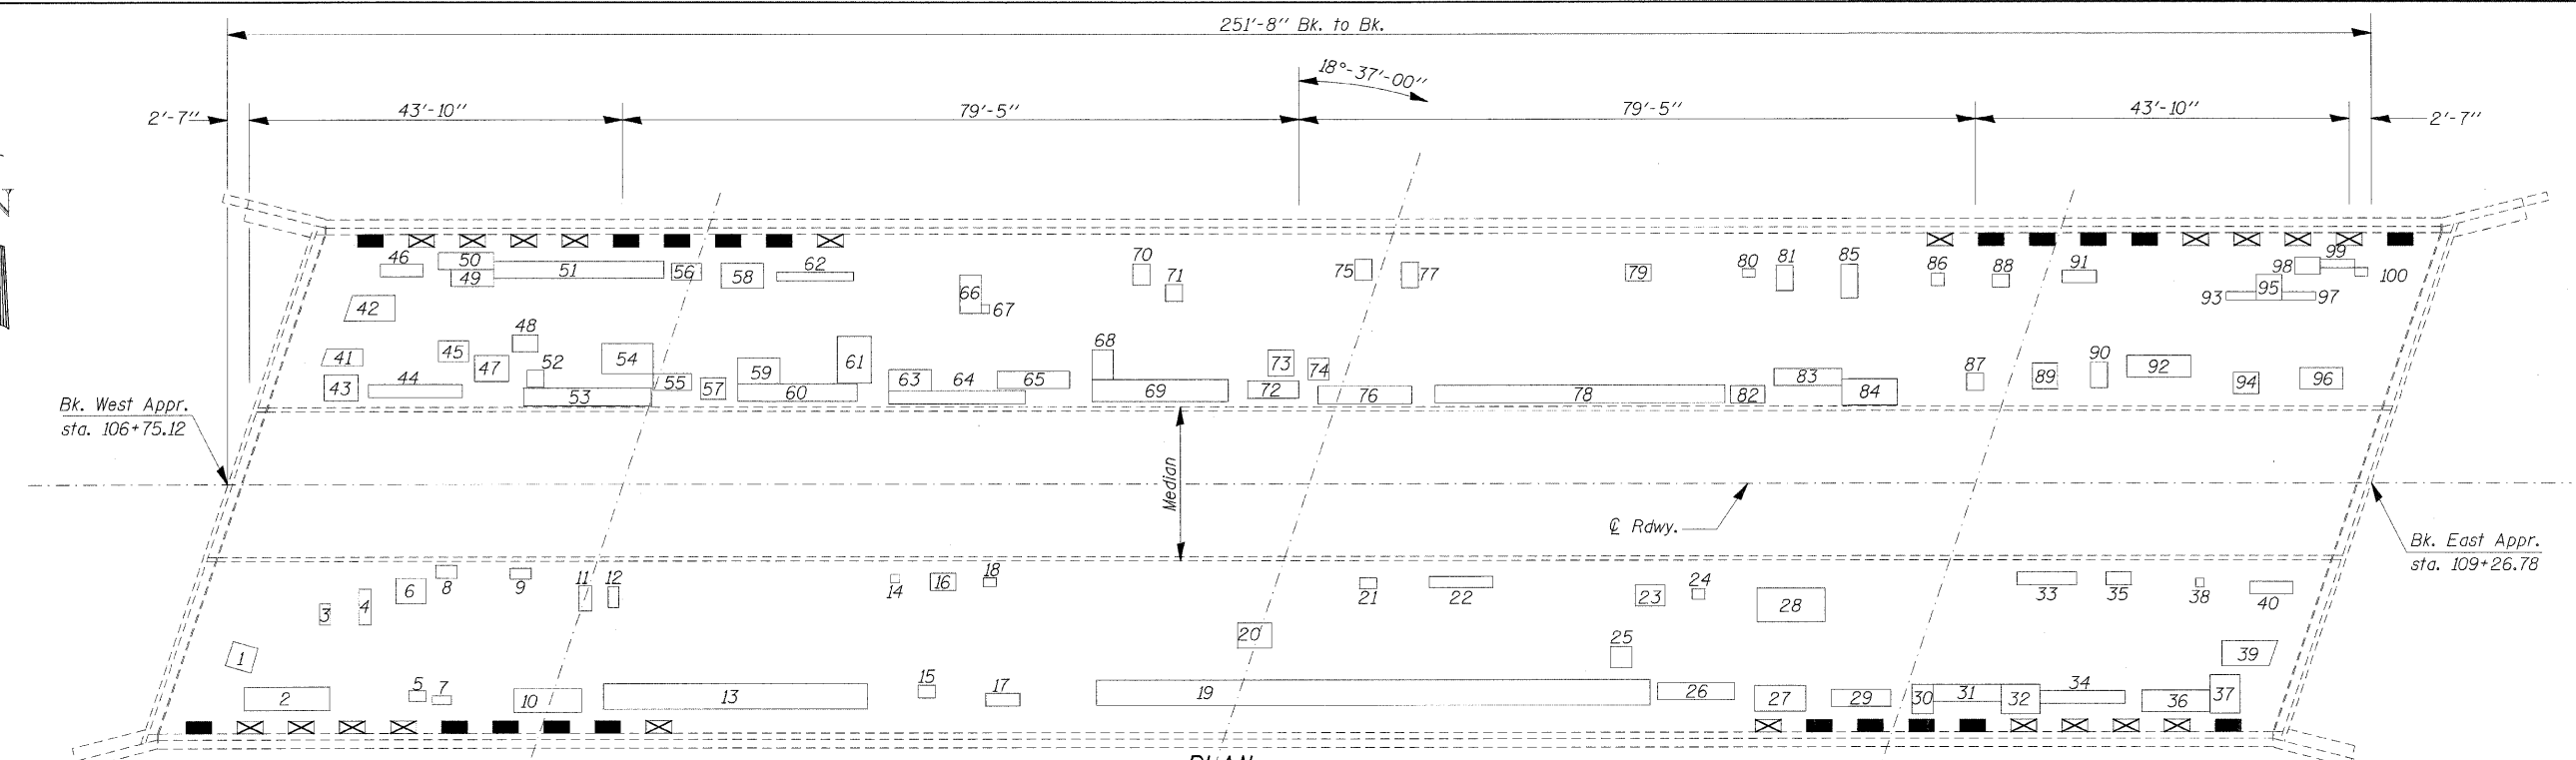 251'-8" Bk. to Bk.
18°-37'-00"
2'-7" 43'-10" 79'-5" 79'-5" 43'-10" 2'-7"
46 50 49 51 56 58 62 66 67 70 71 75 77 79 80 81 85 86 88 91 93 95 97 98 99 100
42 41 43 44 45 47 48 52 53 54 55 57 59 60 61 63 64 65 68 69 72 73 74 76 78 82 83 84 87 89 90 92 94 96
Bk. West Appr.
sta. 106+75.12
Median
℄ Rdwy.
Bk. East Appr.
sta. 109+26.78
3 4 6 8 9 11 12 14 16 18 21 22 23 24 28 33 35 38 40
1 2 5 7 10 13 15 17 19 20 25 26 27 29 30 31 32 34 36 37 39